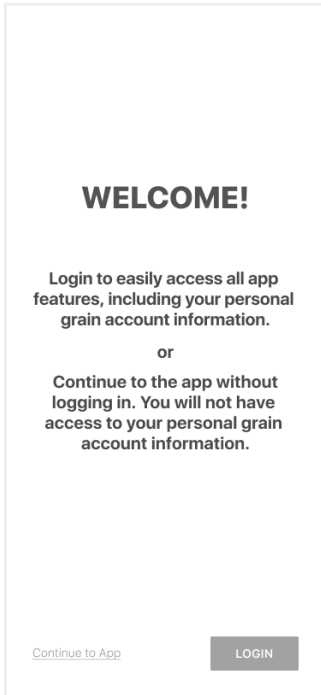 WELCOME!
Login to easily access all app
features, including your personal
grain account information.
or
Continue to the app without
logging in. You will not have
access to your personal grain
account information.
Continue to App
LOGIN